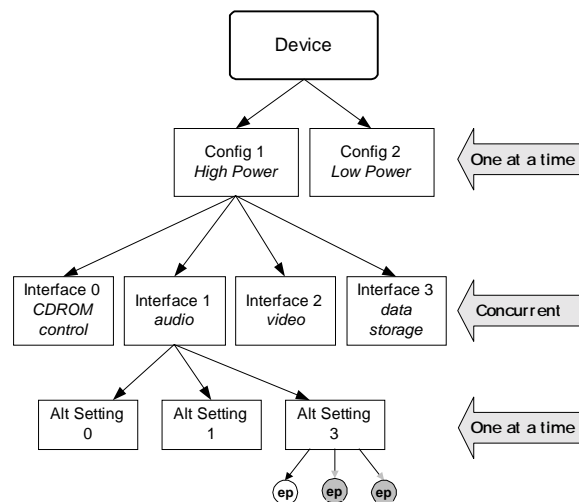 Device
Config 1
High Power
Config 2
Low Power
One at a time
Interface 0
CDROM
control
Interface 1
audio
Interface 2
video
Interface 3
data
storage
Concurrent
Alt Setting
0
Alt Setting
1
Alt Setting
3
One at a time
ep
ep
ep